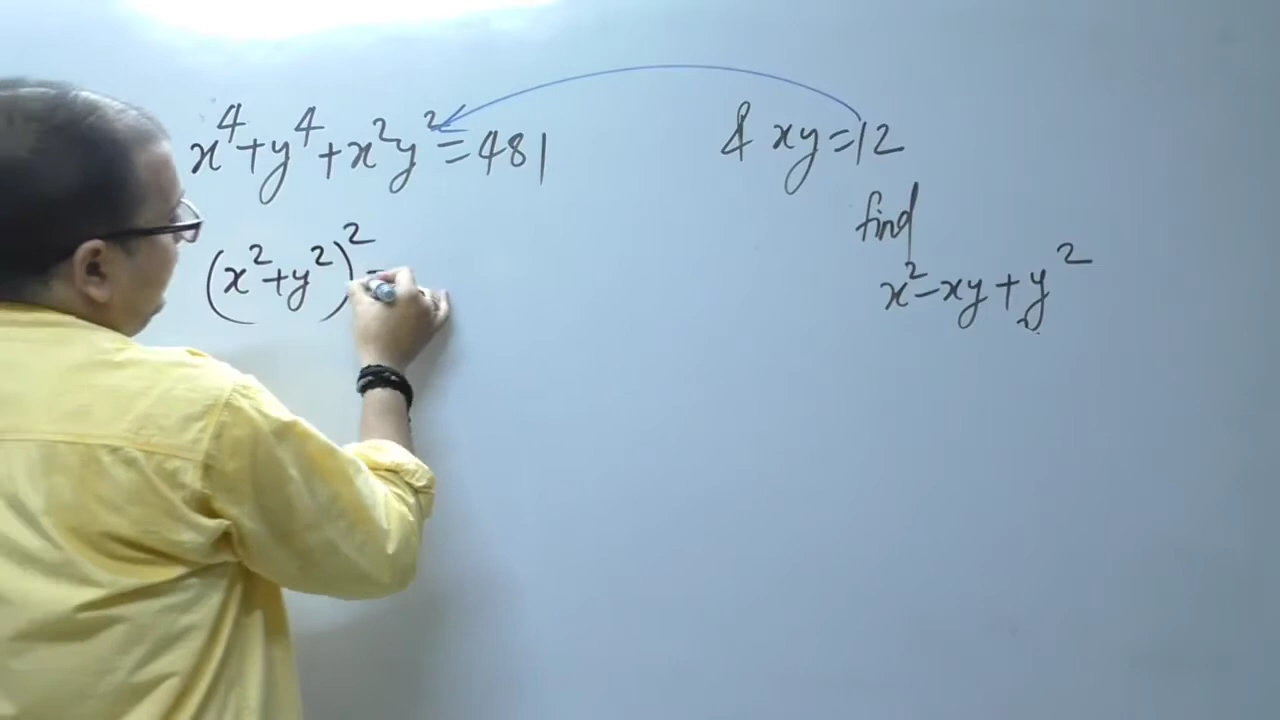 x⁴+y⁴+x²y²=481
& xy=12
find
x²-xy+y²
(x²+y²)²=